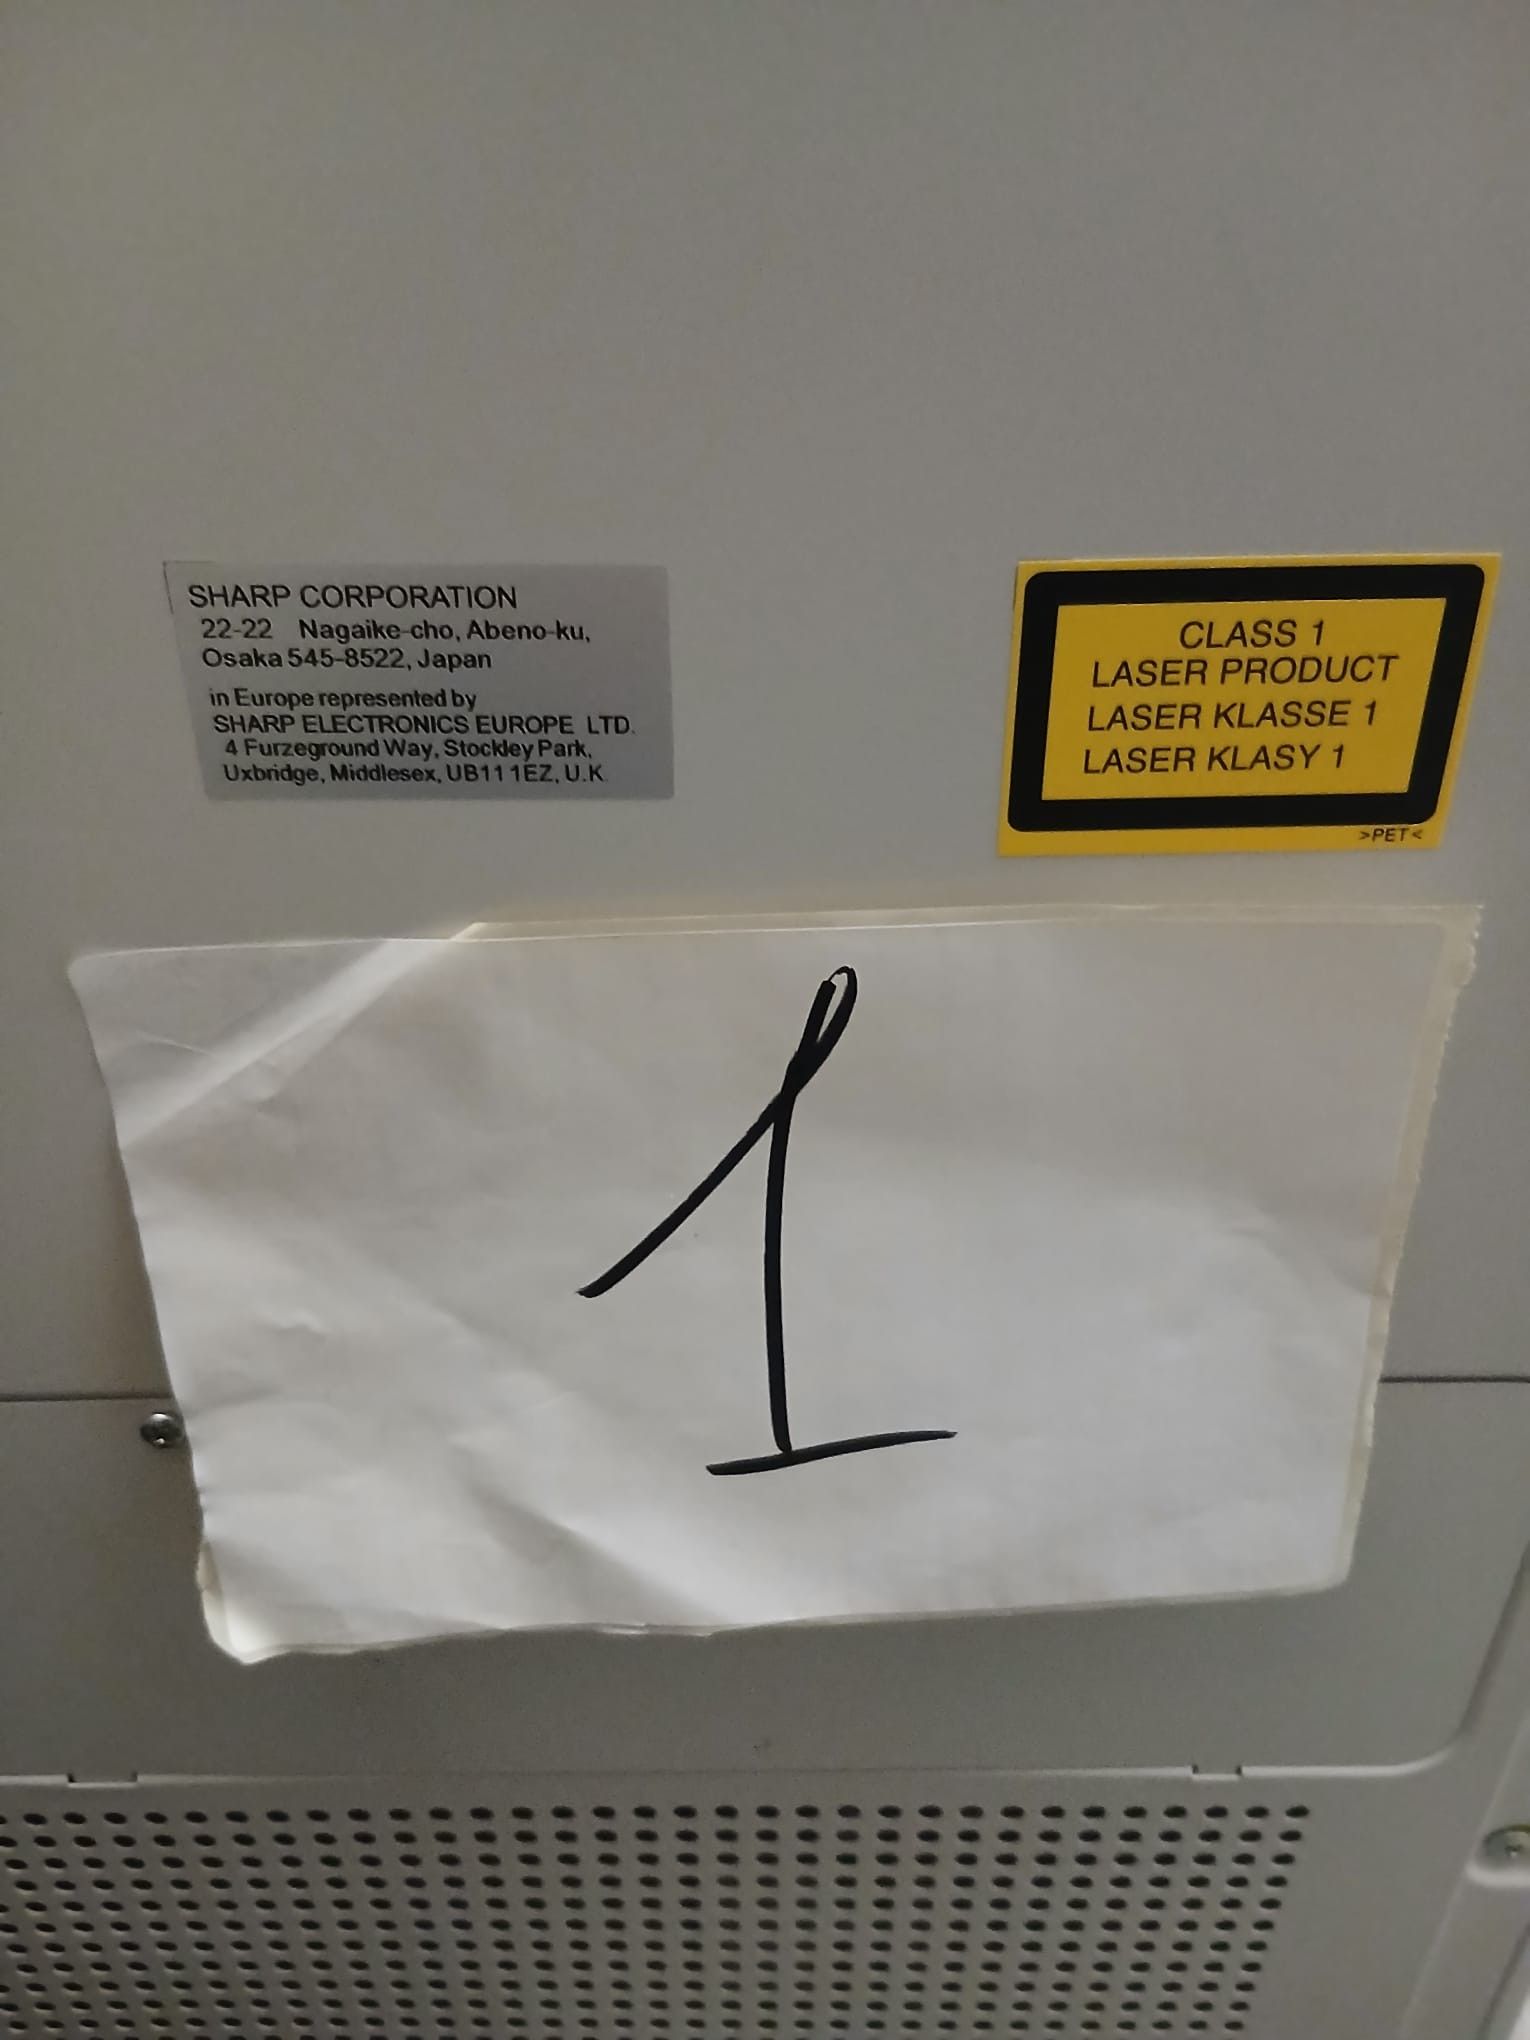 SHARP CORPORATION
22-22 Nagaike-cho, Abeno-ku,
Osaka 545-8522, Japan
in Europe represented by
SHARP ELECTRONICS EUROPE LTD.
4 Furzeground Way, Stockley Park,
Uxbridge, Middlesex, UB11 1EZ, U.K.
CLASS 1
LASER PRODUCT
LASER KLASSE 1
LASER KLASY 1
>PET<
1